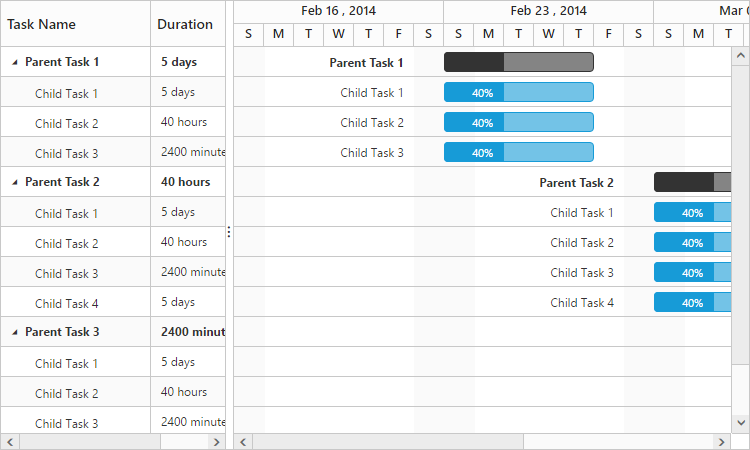 Task Name Duration Feb 16 , 2014 Feb 23 , 2014 Mar 0
S M T W T F S S M T W T F S S M T
Parent Task 1 5 days Parent Task 1
Child Task 1 5 days Child Task 1 40%
Child Task 2 40 hours Child Task 2 40%
Child Task 3 2400 minute Child Task 3 40%
Parent Task 2 40 hours Parent Task 2
Child Task 1 5 days Child Task 1 40%
Child Task 2 40 hours Child Task 2 40%
Child Task 3 2400 minute Child Task 3 40%
Child Task 4 5 days Child Task 4 40%
Parent Task 3 2400 minut
Child Task 1 5 days
Child Task 2 40 hours
Child Task 3 2400 minute